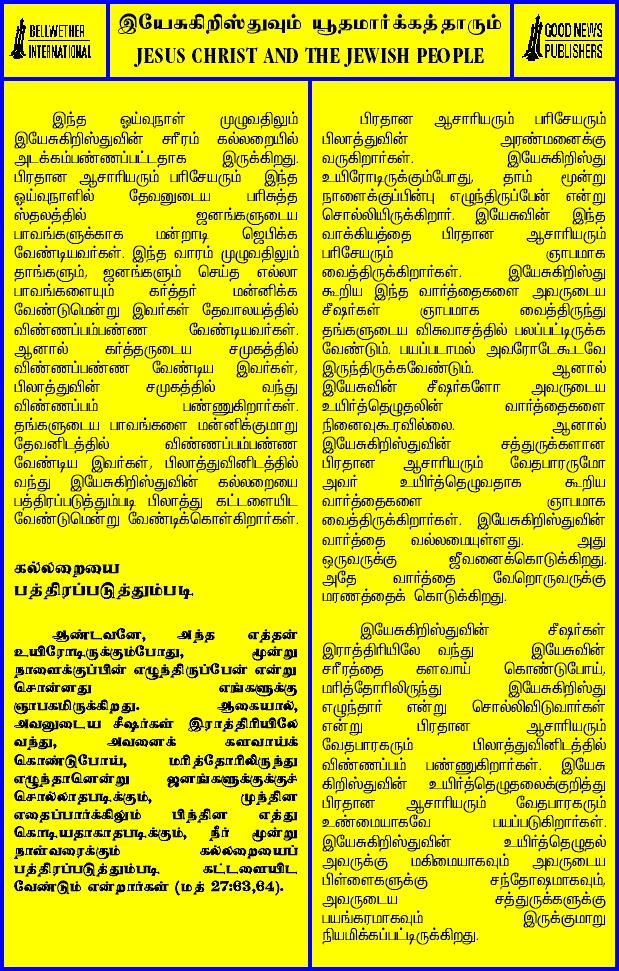 BELLWETHER
INTERNATIONAL
இயேசுகிறிஸ்துவும் யூதமார்க்கத்தாரும்
JESUS CHRIST AND THE JEWISH PEOPLE
GOOD NEWS
PUBLISHERS
இந்த ஓய்வுநாள் முழுவதிலும்
இயேசுகிறிஸ்துவின் சரீரம் கல்லறையில்
அடக்கம்பண்ணப்பட்டதாக இருக்கிறது.
பிரதான ஆசாரியரும் பரிசேயரும் இந்த
ஓய்வுநாளில் தேவனுடைய பரிசுத்த
ஸ்தலத்தில் ஜனங்களுடைய
பாவங்களுக்காக மன்றாடி ஜெபிக்க
வேண்டியவர்கள். இந்த வாரம் முழுவதிலும்
தாங்களும், ஜனங்களும் செய்த எல்லா
பாவங்களையும் கர்த்தர் மன்னிக்க
வேண்டுமென்று இவர்கள் தேவாலயத்தில்
விண்ணப்பம்பண்ண வேண்டியவர்கள்.
ஆனால் கர்த்தருடைய சமுகத்தில்
விண்ணப்பண்ண வேண்டிய இவர்கள்,
பிலாத்துவின் சமுகத்தில் வந்து
விண்ணப்பம் பண்ணுகிறார்கள்.
தங்களுடைய பாவங்களை மன்னிக்குமாறு
தேவனிடத்தில் விண்ணப்பம்பண்ண
வேண்டிய இவர்கள், பிலாத்துவினிடத்தில்
வந்து இயேசுகிறிஸ்துவின் கல்லறையை
பத்திரப்படுத்தும்படி பிலாத்து கட்டளையிட
வேண்டுமென்று வேண்டிக்கொள்கிறார்கள்.
கல்லறையை
பத்திரப்படுத்தும்படி
ஆண்டவனே, அந்த எத்தன்
உயிரோடிருக்கும்போது, மூன்று
நாளைக்குப்பின் எழுந்திருப்பேன் என்று
சொன்னது எங்களுக்கு
ஞாபகமிருக்கிறது. ஆகையால்,
அவனுடைய சீஷர்கள் இராத்திரியிலே
வந்து, அவனைக் களவாய்க்
கொண்டுபோய், மரித்தோரிலிருந்து
எழுந்தானென்று ஜனங்களுக்குக்குச்
சொல்லாதபடிக்கும், முந்தின
எதைப்பார்க்கிலும் பிந்தின எத்து
கொடியதாகாதபடிக்கும், நீர் மூன்று
நாள்வரைக்கும் கல்லறையைப்
பத்திரப்படுத்தும்படி கட்டளையிட
வேண்டும் என்றார்கள் (மத் 27:63,64).
பிரதான ஆசாரியரும் பரிசேயரும்
பிலாத்துவின் அரண்மனைக்கு
வருகிறார்கள். இயேசுகிறிஸ்து
உயிரோடிருக்கும்போது, தாம் மூன்று
நாளைக்குப்பின்பு எழுந்திருப்பேன் என்று
சொல்லியிருக்கிறார். இயேசுவின் இந்த
வாக்கியத்தை பிரதான ஆசாரியரும்
பரிசேயரும் ஞாபமாக
வைத்திருக்கிறார்கள். இயேசுகிறிஸ்து
கூறிய இந்த வார்த்தைகளை அவருடைய
சீஷர்கள் ஞாபமாக வைத்திருந்து
தங்களுடைய விசுவாசத்தில் பலப்பட்டிருக்க
வேண்டும். பயப்படாமல் அவரோடேகூடவே
இருந்திருக்கவேண்டும். ஆனால்
இயேசுவின் சீஷர்களோ அவருடைய
உயிர்த்தெழுதலின் வார்த்தைகளை
நினைவுகூரவில்லை. ஆனால்
இயேசுகிறிஸ்துவின் சத்துருக்களான
பிரதான ஆசாரியரும் வேதபாரருமோ
அவர் உயிர்த்தெழுவதாக கூறிய
வார்த்தைகளை ஞாபமாக
வைத்திருக்கிறார்கள். இயேசுகிறிஸ்துவின்
வார்த்தை வல்லமையுள்ளது. அது
ஒருவருக்கு ஜீவனைக்கொடுக்கிறது.
அதே வார்த்தை வேறொருவருக்கு
மரணத்தைக் கொடுக்கிறது.
இயேசுகிறிஸ்துவின் சீஷர்கள்
இராத்திரியிலே வந்து இயேசுவின்
சரீரத்தை களவாய் கொண்டுபோய்,
மரித்தோரிலிருந்து இயேசுகிறிஸ்து
எழுந்தார் என்று சொல்லிவிடுவார்கள்
என்று பிரதான ஆசாரியரும்
வேதபாரகரும் பிலாத்துவினிடத்தில்
விண்ணப்பம் பண்ணுகிறார்கள். இயேசு
கிறிஸ்துவின் உயிர்த்தெழுதலைக்குறித்து
பிரதான ஆசாரியரும் வேதபாரகரும்
உண்மையாகவே பயப்படுகிறார்கள்.
இயேசுகிறிஸ்துவின் உயிர்த்தெழுதல்
அவருக்கு மகிமையாகவும் அவருடைய
பிள்ளைகளுக்கு சந்தோஷமாகவும்,
அவருடைய சத்துருக்களுக்கு
பயங்கரமாகவும் இருக்குமாறு
நியமிக்கப்பட்டிருக்கிறது.